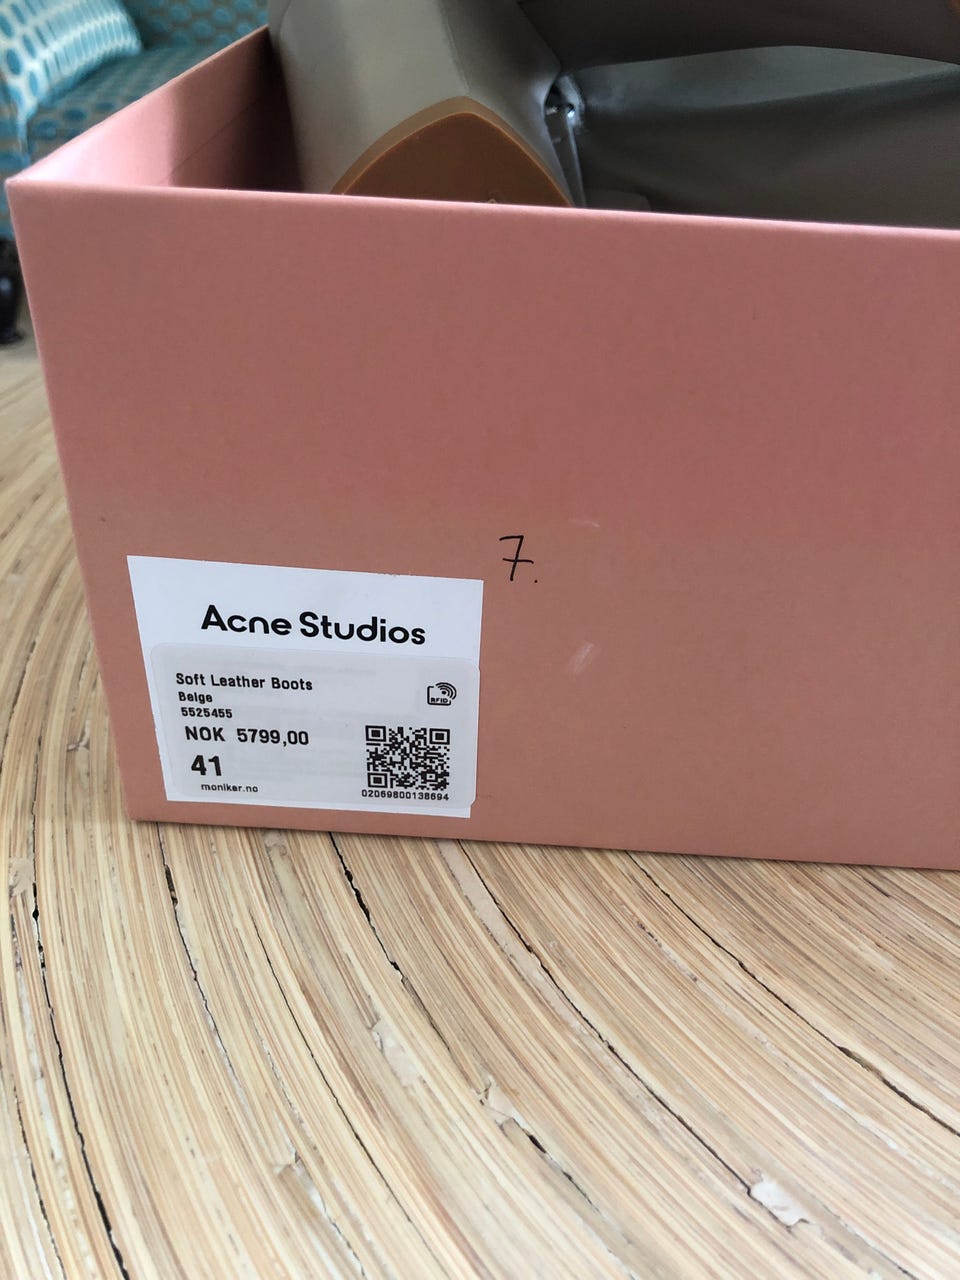 7.
Acne Studios
Soft Leather Boots
Beige
5525455
RFID
NOK 5799,00
41
moniker.no
02069800138694